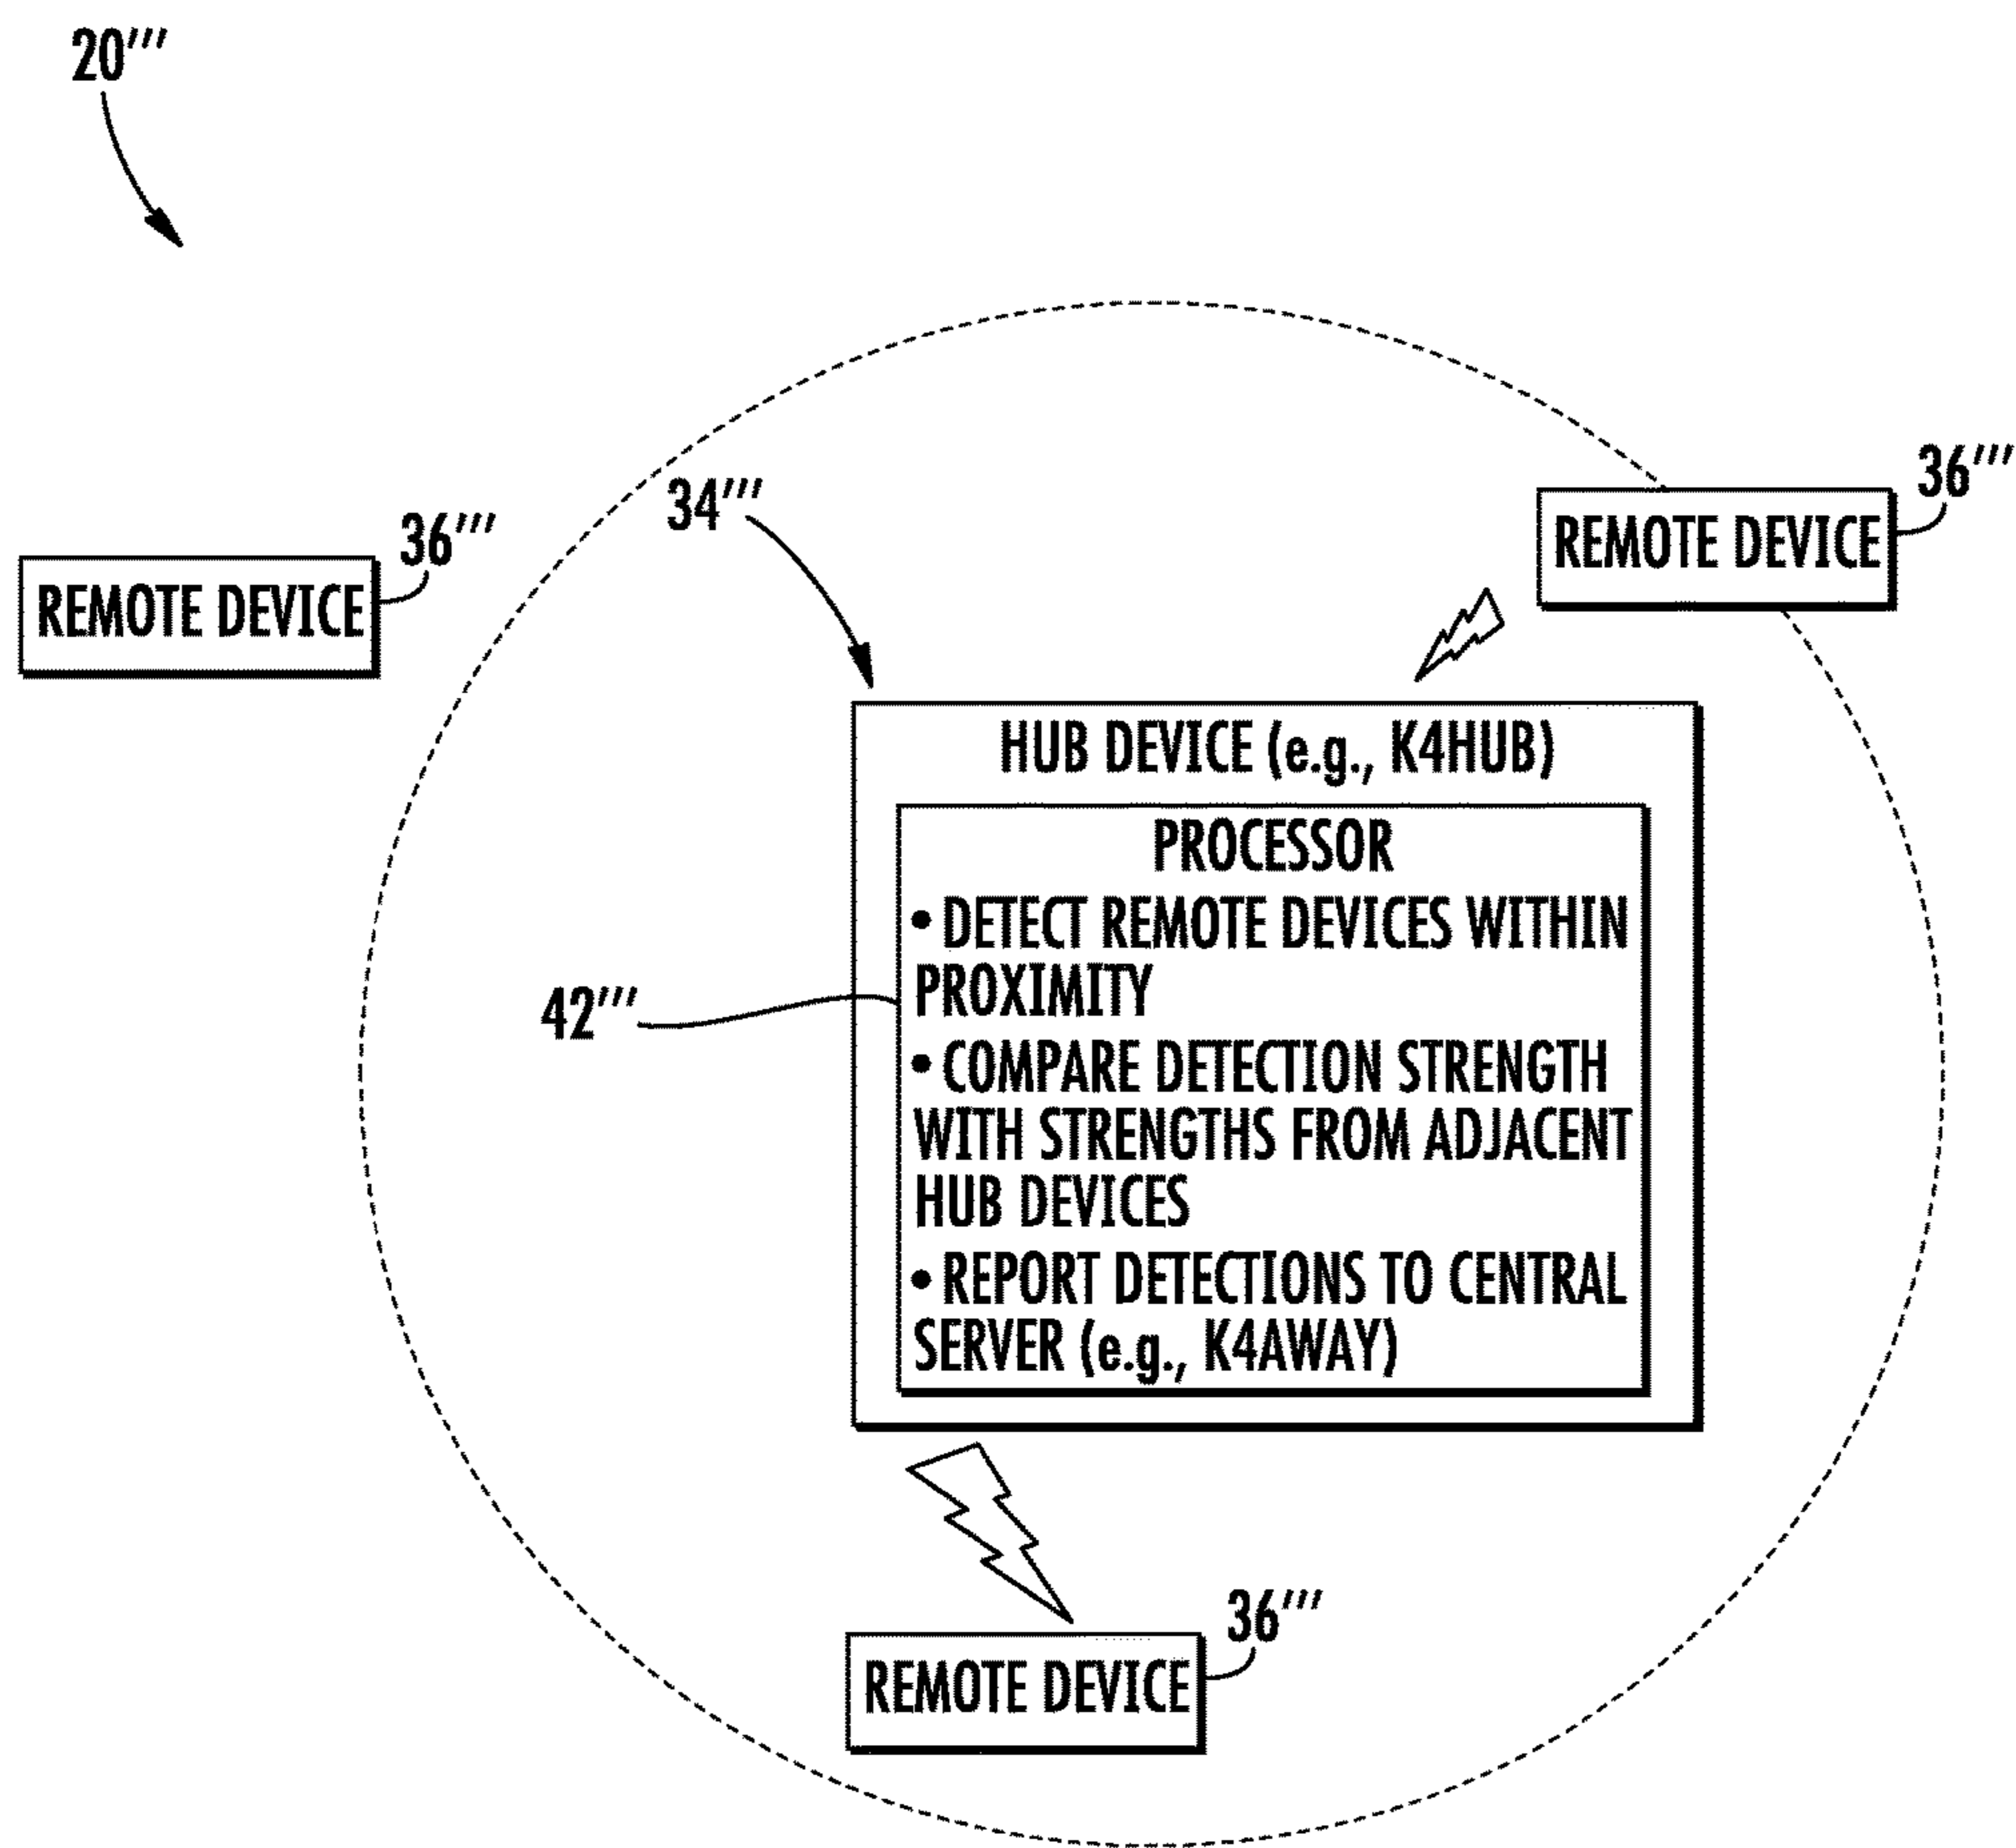 20'''
36'''
REMOTE DEVICE
34'''
36'''
REMOTE DEVICE
HUB DEVICE (e.g., K4HUB)
PROCESSOR
• DETECT REMOTE DEVICES WITHIN
PROXIMITY
• COMPARE DETECTION STRENGTH
WITH STRENGTHS FROM ADJACENT
HUB DEVICES
• REPORT DETECTIONS TO CENTRAL
SERVER (e.g., K4AWAY)
42'''
36'''
REMOTE DEVICE